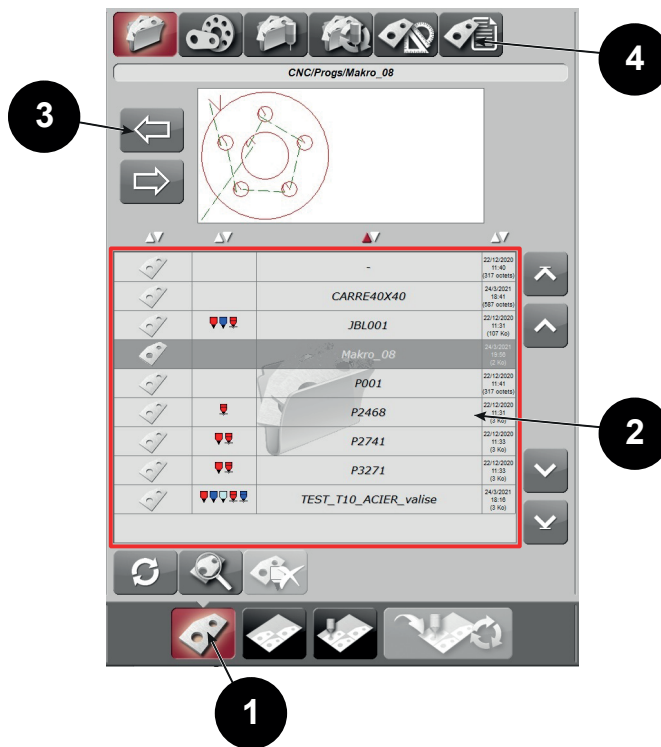 4
CNC/Progs/Makro_08
3
-
22/12/2020
11:40
(317 octets)
CARRE40X40
24/3/2021
18:41
(587 octets)
JBL001
22/12/2020
11:31
(107 Ko)
Makro_08
24/3/2021
19:56
(2 Ko)
P001
22/12/2020
11:41
(317 octets)
P2468
22/12/2020
11:31
(3 Ko)
2
P2741
22/12/2020
11:33
(3 Ko)
P3271
22/12/2020
11:33
(3 Ko)
TEST_T10_ACIER_valise
24/3/2021
18:16
(3 Ko)
1